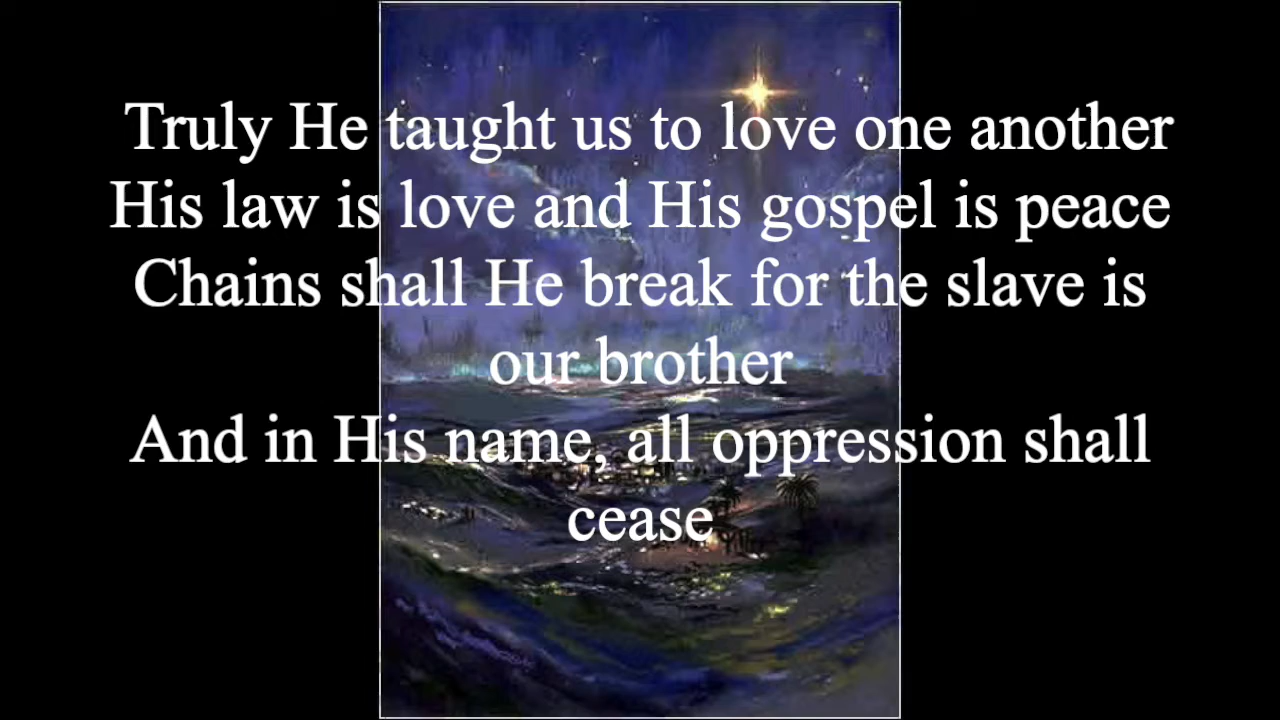 Truly He taught us to love one another
His law is love and His gospel is peace
Chains shall He break for the slave is
our brother
And in His name, all oppression shall
cease